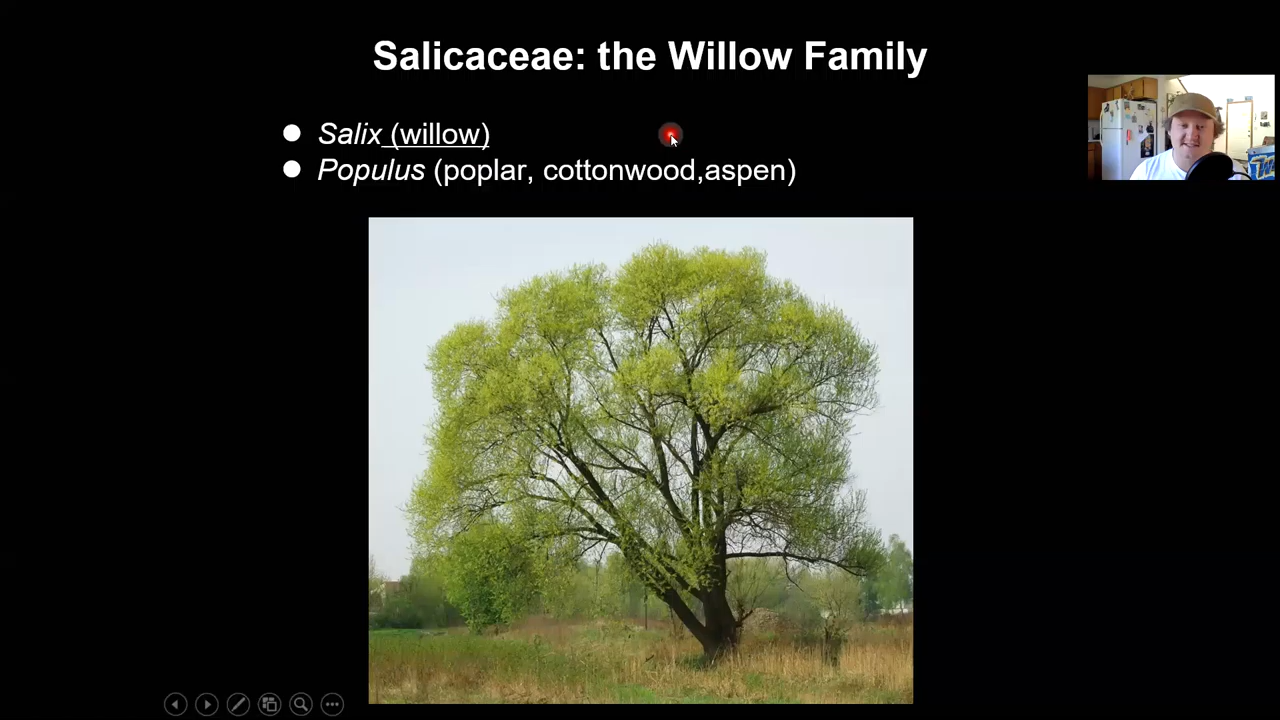 Salicaceae: the Willow Family
● Salix (willow)
● Populus (poplar, cottonwood,aspen)